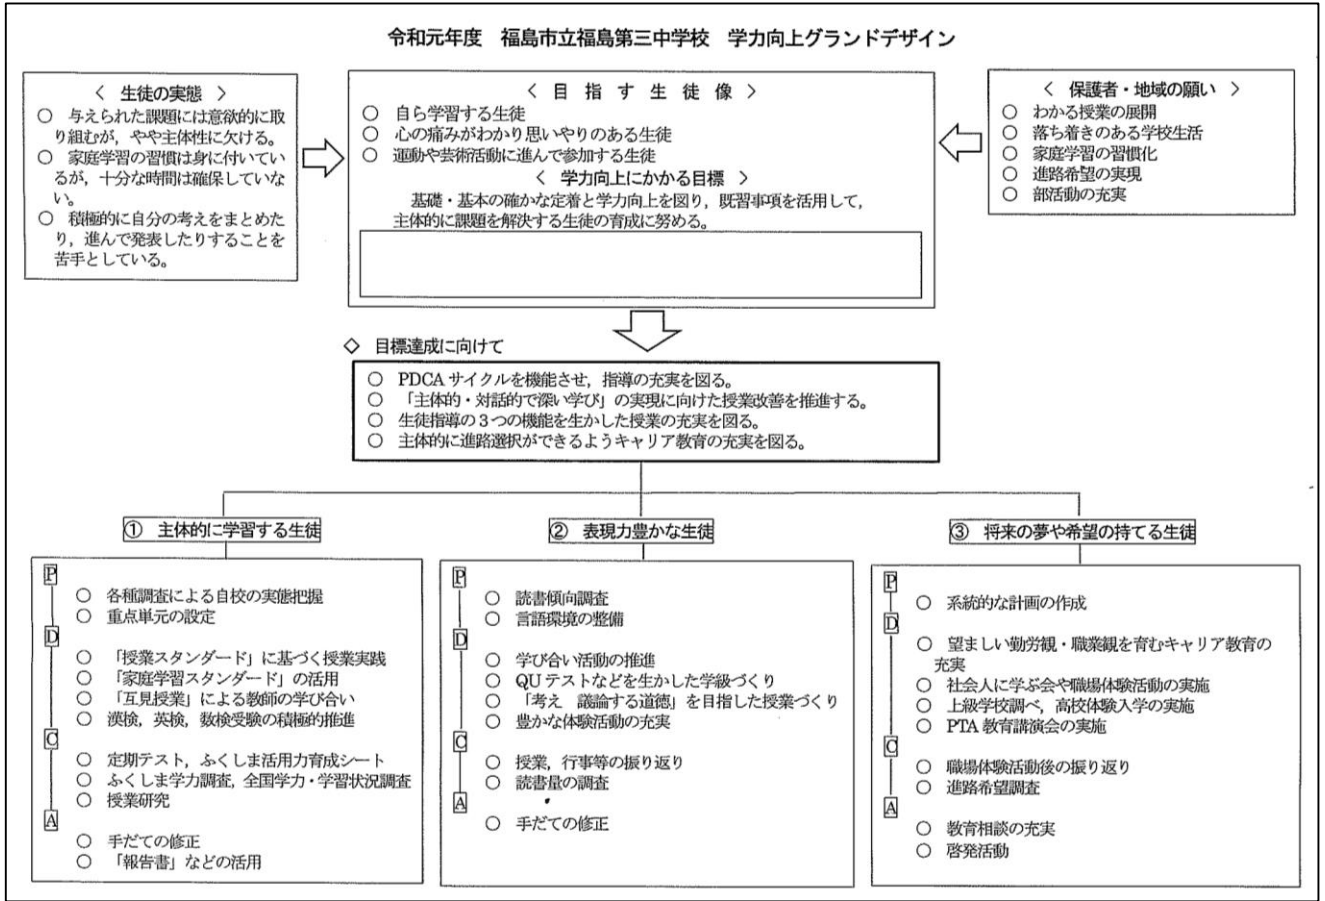 令和元年度 福島市立福島第三中学校 学力向上グランドデザイン
＜ 生徒の実態 ＞
○ 与えられた課題には意欲的に取
り組むが，やや主体性に欠ける。
○ 家庭学習の習慣は身に付いてい
るが，十分な時間は確保していな
い。
○ 積極的に自分の考えをまとめた
り，進んで発表したりすることを
苦手としている。
＜ 目 指 す 生 徒 像 ＞
○ 自ら学習する生徒
○ 心の痛みがわかり思いやりのある生徒
○ 運動や芸術活動に進んで参加する生徒
＜ 学力向上にかかる目標 ＞
基礎・基本の確かな定着と学力向上を図り，既習事項を活用して，
主体的に課題を解決する生徒の育成に努める。
＜ 保護者・地域の願い ＞
○ わかる授業の展開
○ 落ち着きのある学校生活
○ 家庭学習の習慣化
○ 進路希望の実現
○ 部活動の充実
◇ 目標達成に向けて
○ PDCA サイクルを機能させ，指導の充実を図る。
○ 「主体的・対話的で深い学び」の実現に向けた授業改善を推進する。
○ 生徒指導の３つの機能を生かした授業の充実を図る。
○ 主体的に進路選択ができるようキャリア教育の充実を図る。
① 主体的に学習する生徒
P
○ 各種調査による自校の実態把握
○ 重点単元の設定
D
○ 「授業スタンダード」に基づく授業実践
○ 「家庭学習スタンダード」の活用
○ 「互見授業」による教師の学び合い
○ 漢検，英検，数検受験の積極的推進
C
○ 定期テスト，ふくしま活用力育成シート
○ ふくしま学力調査，全国学力・学習状況調査
○ 授業研究
A
○ 手だての修正
○ 「報告書」などの活用
② 表現力豊かな生徒
P
○ 読書傾向調査
○ 言語環境の整備
D
○ 学び合い活動の推進
○ QU テストなどを生かした学級づくり
○ 「考え 議論する道徳」を目指した授業づくり
○ 豊かな体験活動の充実
C
○ 授業，行事等の振り返り
○ 読書量の調査
A
○ 手だての修正
③ 将来の夢や希望の持てる生徒
P
○ 系統的な計画の作成
D
○ 望ましい勤労観・職業観を育むキャリア教育の
充実
○ 社会人に学ぶ会や職場体験活動の実施
○ 上級学校調べ，高校体験入学の実施
○ PTA 教育講演会の実施
C
○ 職場体験活動後の振り返り
○ 進路希望調査
A
○ 教育相談の充実
○ 啓発活動